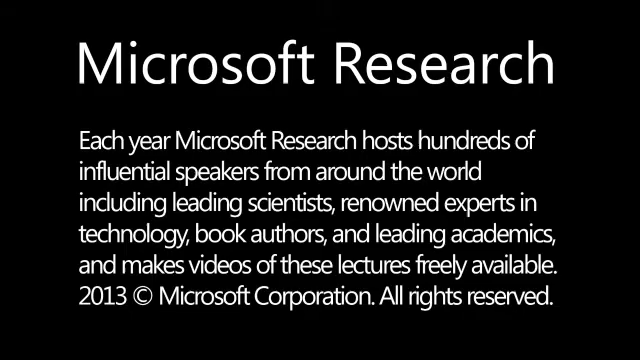 Microsoft Research
Each year Microsoft Research hosts hundreds of
influential speakers from around the world
including leading scientists, renowned experts in
technology, book authors, and leading academics,
and makes videos of these lectures freely available.
2013 © Microsoft Corporation. All rights reserved.